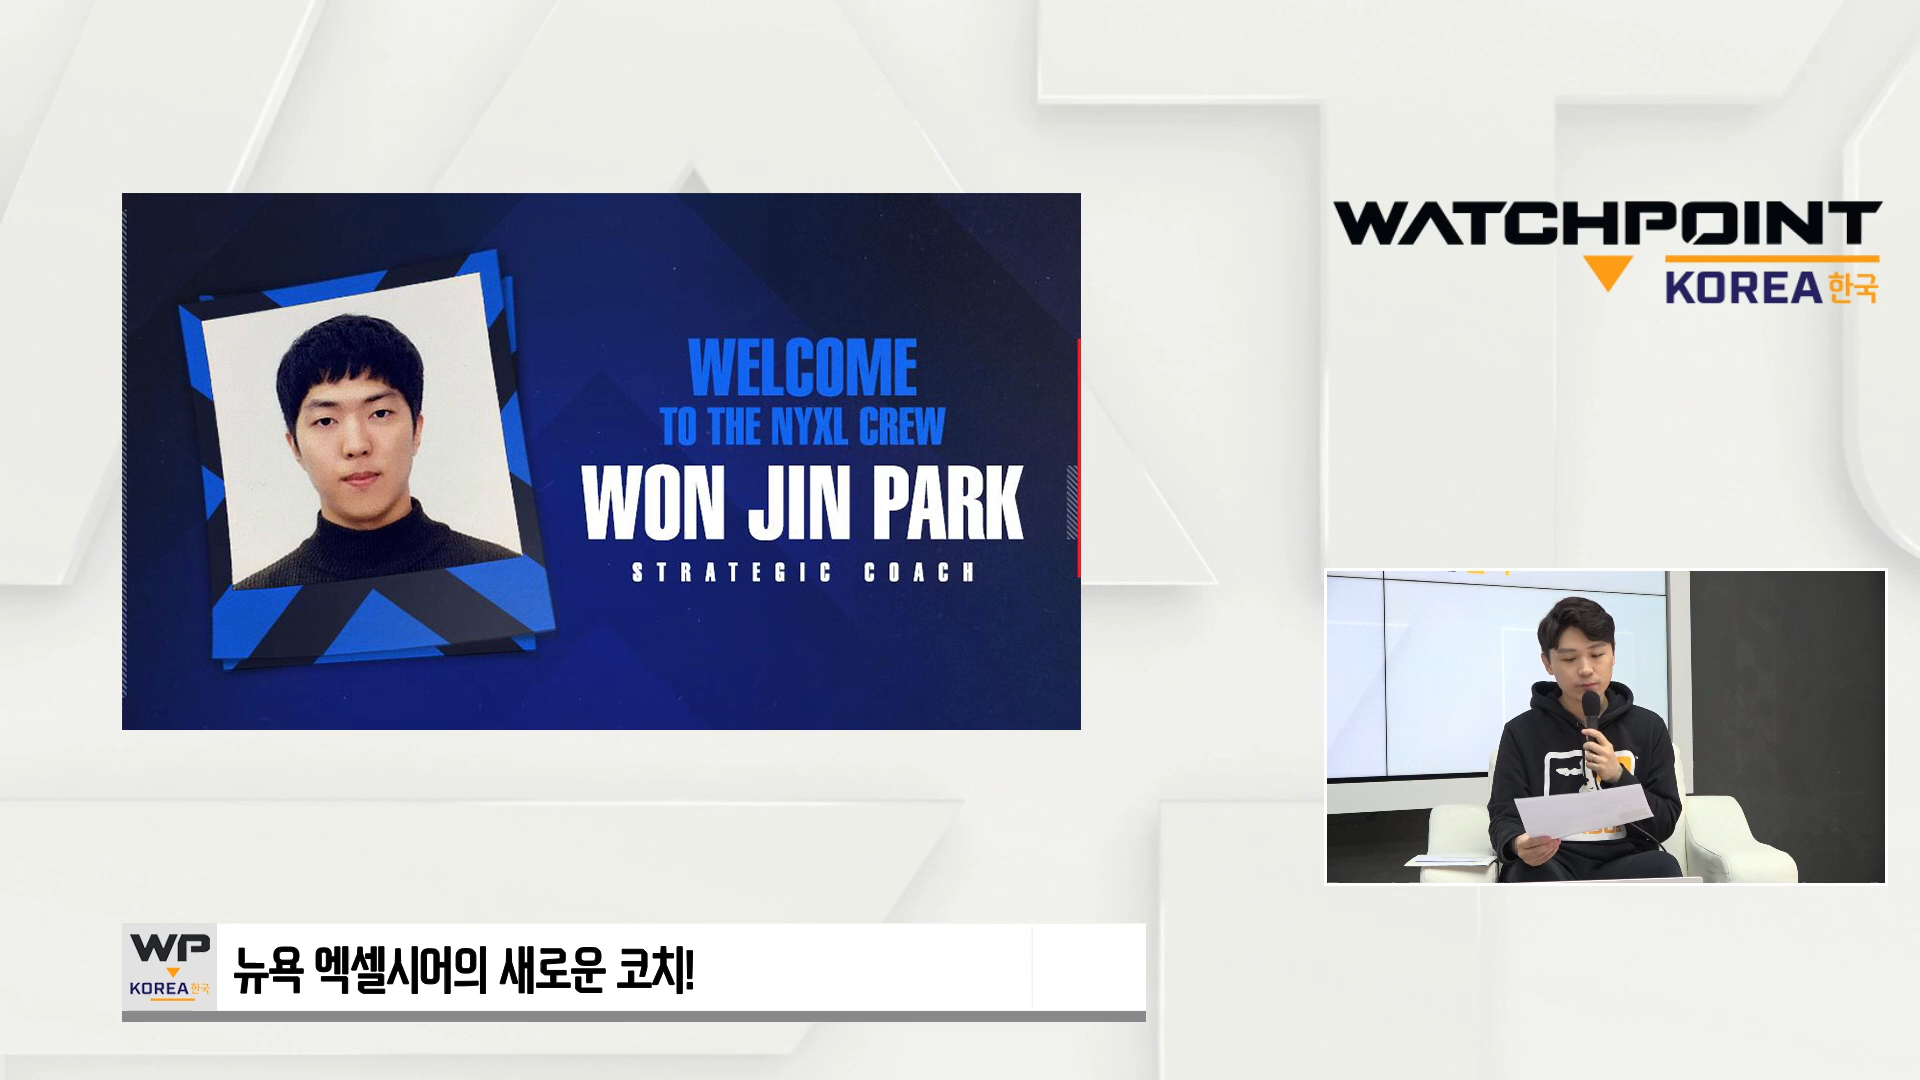 WELCOME
TO THE NYXL CREW
WON JIN PARK
STRATEGIC COACH
WATCHPOINT
KOREA 한국
WP
KOREA 한국
뉴욕 엑셀시어의 새로운 코치!